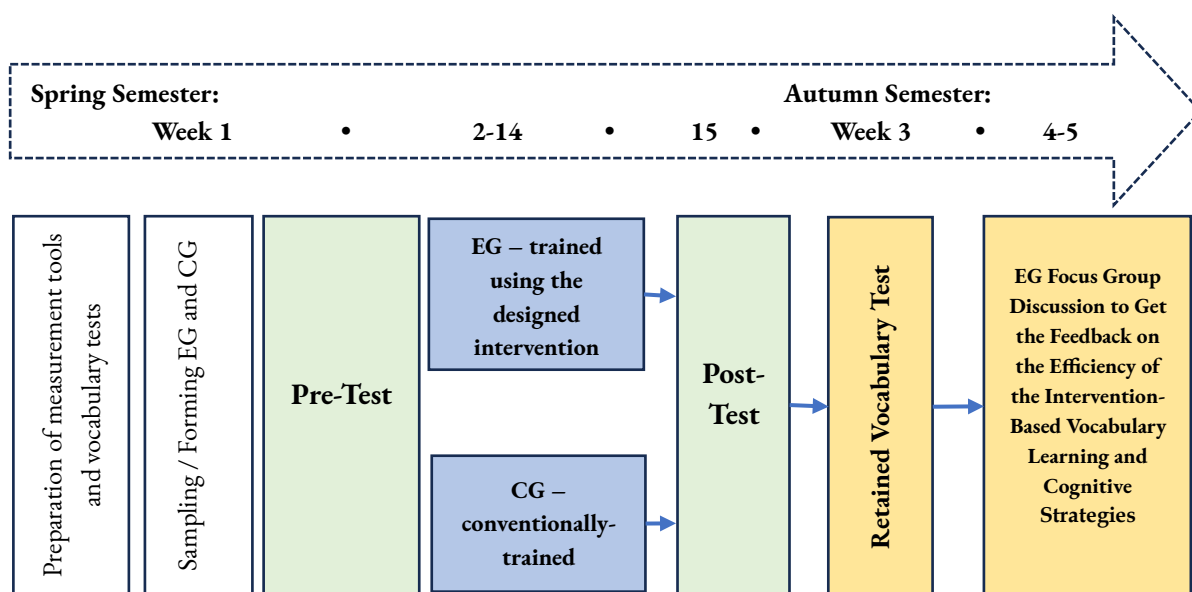 Spring Semester:
Autumn Semester:
Week 1 • 2-14 • 15 • Week 3 • 4-5
Preparation of measurement tools
and vocabulary tests
Sampling / Forming EG and CG
Pre-Test
EG – trained
using the
designed
intervention
CG –
conventionally-
trained
Post-
Test
Retained Vocabulary Test
EG Focus Group
Discussion to Get
the Feedback on
the Efficiency of
the Intervention-
Based Vocabulary
Learning and
Cognitive
Strategies